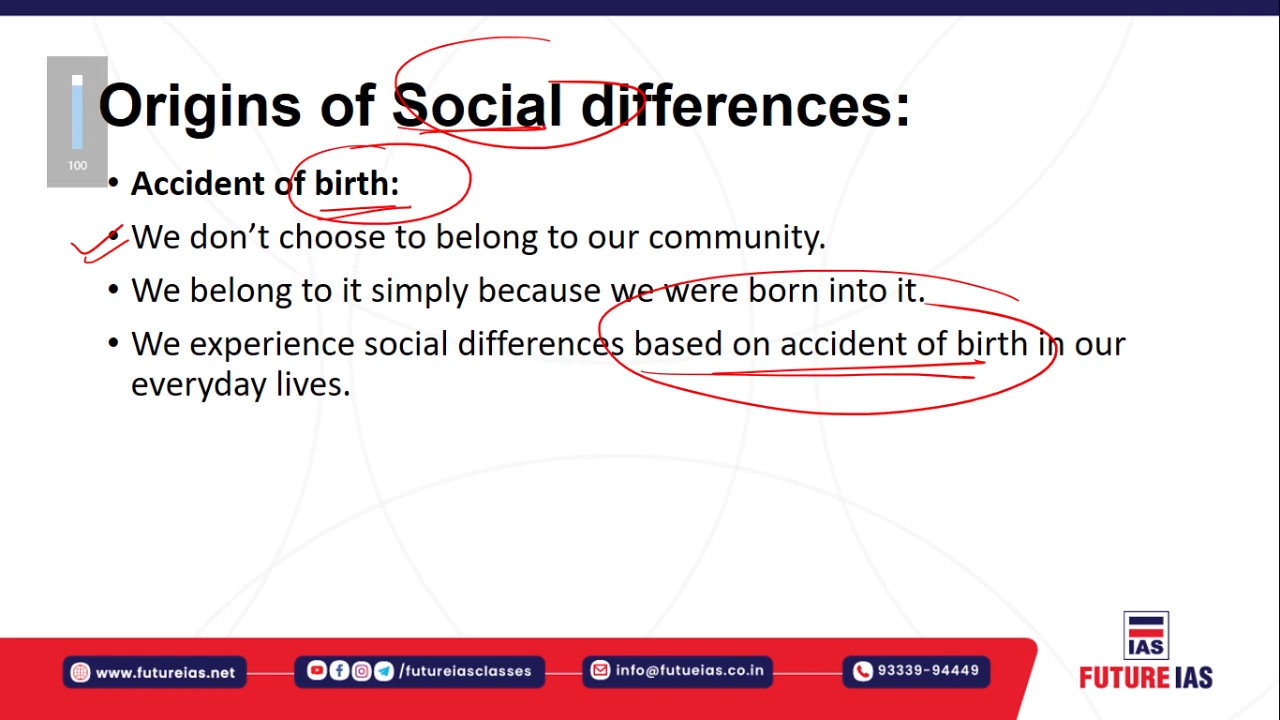 Origins of Social differences:
100
• Accident of birth:
• We don't choose to belong to our community.
• We belong to it simply because we were born into it.
• We experience social differences based on accident of birth in our
everyday lives.
www.futureias.net
/futureiasclasses
info@futueias.co.in
93339-94449
IAS
FUTURE IAS